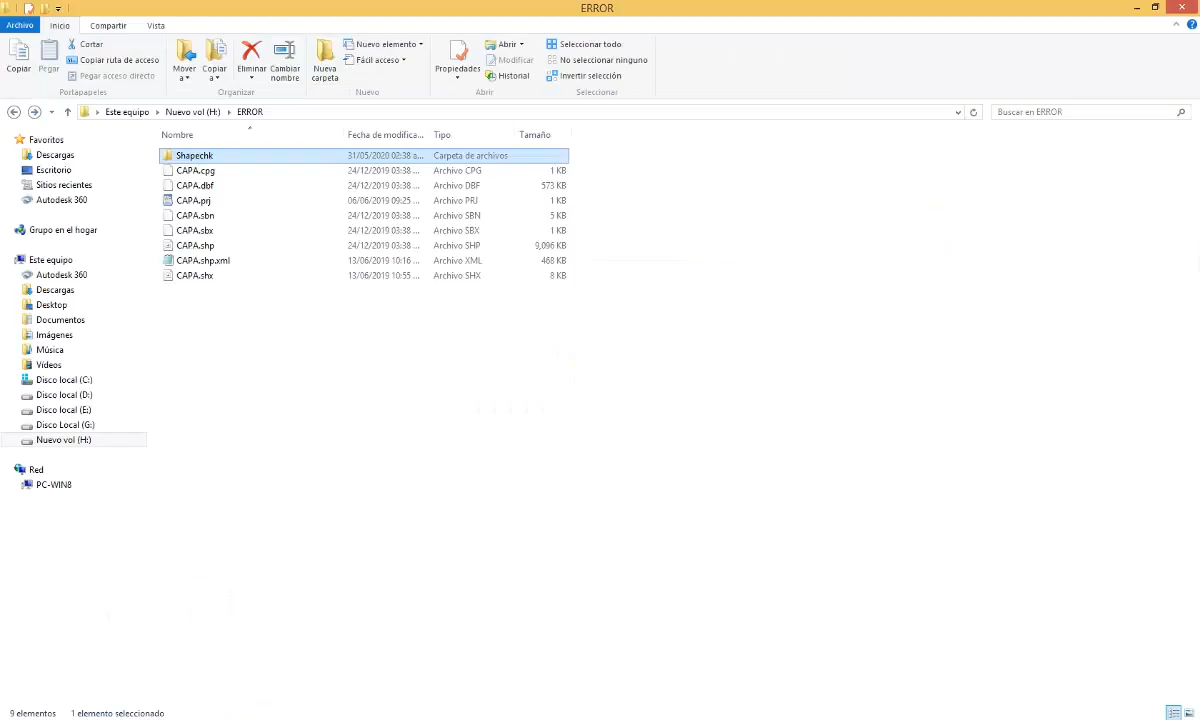 ERROR
Archivo Inicio Compartir Vista
Copiar
Pegar
Cortar
Copiar ruta de acceso
Pegar acceso directo
Portapapeles
Mover a
Copiar a
Eliminar
Cambiar nombre
Organizar
Nueva carpeta
Nuevo elemento
Fácil acceso
Nuevo
Propiedades
Abrir
Modificar
Historial
Abrir
Seleccionar todo
No seleccionar ninguno
Invertir selección
Seleccionar
Este equipo Nuevo vol (H:) ERROR
Buscar en ERROR
Favoritos
Descargas
Escritorio
Sitios recientes
Autodesk 360
Grupo en el hogar
Este equipo
Autodesk 360
Descargas
Desktop
Documentos
Imágenes
Música
Vídeos
Disco local (C:)
Disco local (D:)
Disco local (E:)
Disco Local (G:)
Nuevo vol (H:)
Red
PC-WIN8
Nombre Fecha de modifica... Tipo Tamaño
Shapechk 31/05/2020 02:38 a... Carpeta de archivos
CAPA.cpg 24/12/2019 03:38 ... Archivo CPG 1 KB
CAPA.dbf 24/12/2019 03:38 ... Archivo DBF 573 KB
CAPA.prj 06/06/2019 09:25 ... Archivo PRJ 1 KB
CAPA.sbn 24/12/2019 03:38 ... Archivo SBN 5 KB
CAPA.sbx 24/12/2019 03:38 ... Archivo SBX 1 KB
CAPA.shp 24/12/2019 03:38 ... Archivo SHP 9,096 KB
CAPA.shp.xml 13/06/2019 10:16 ... Archivo XML 468 KB
CAPA.shx 13/06/2019 10:55 ... Archivo SHX 8 KB
9 elementos 1 elemento seleccionado